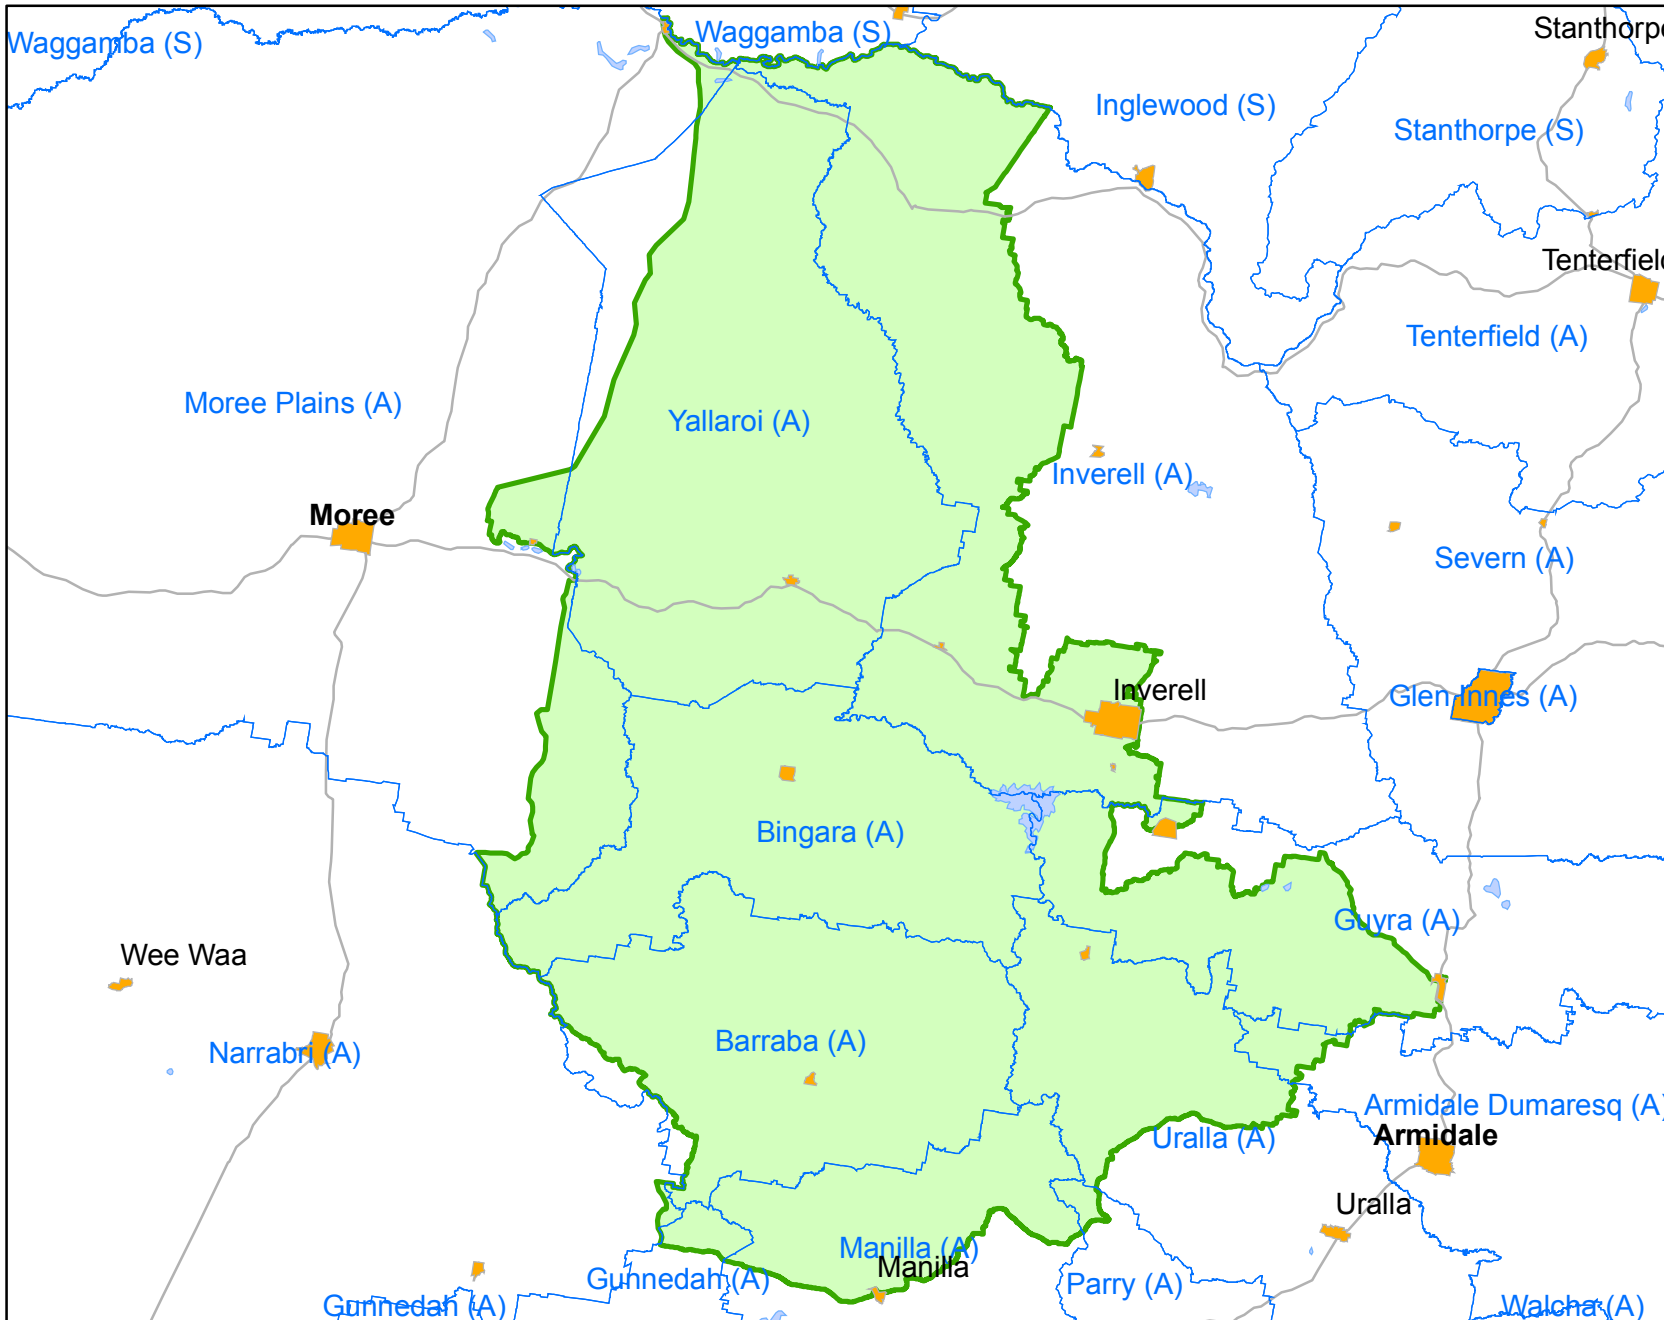 Waggamba (S)
Waggamba (S)
Stanthorpe
Inglewood (S)
Stanthorpe (S)
Tenterfield
Tenterfield (A)
Moree Plains (A)
Yallaroi (A)
Inverell (A)
Moree
Severn (A)
Inverell
Glen Innes (A)
Bingara (A)
Guyra (A)
Wee Waa
Barraba (A)
Narrabri (A)
Armidale Dumaresq (A)
Armidale
Uralla (A)
Uralla
Manilla (A)
Manilla
Gunnedah (A)
Parry (A)
Gunnedah (A)
Walcha (A)